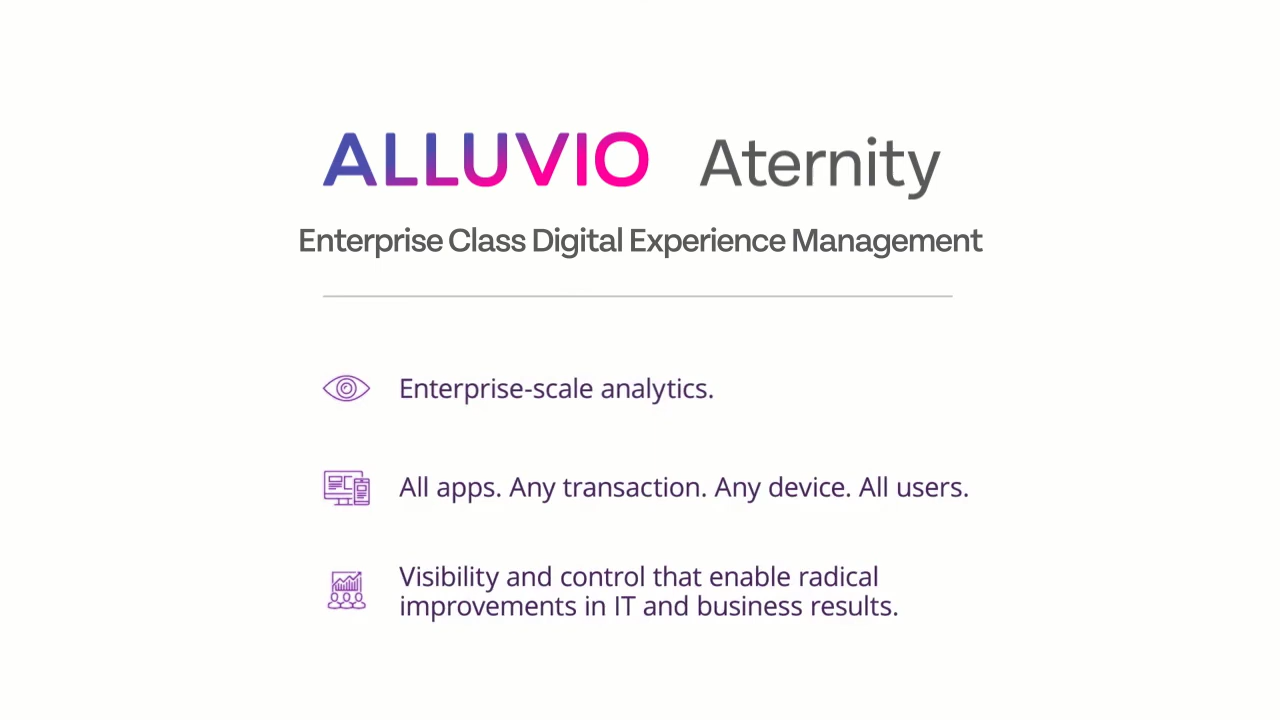 ALLUVIO Aternity
Enterprise Class Digital Experience Management
Enterprise-scale analytics.
All apps. Any transaction. Any device. All users.
Visibility and control that enable radical
improvements in IT and business results.